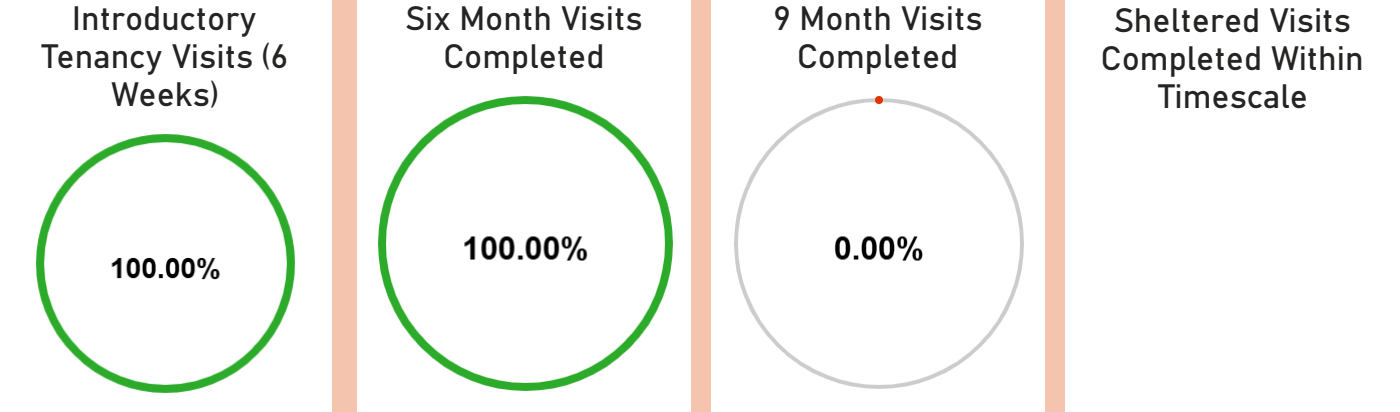 Introductory
Tenancy Visits (6
Weeks)
100.00%
Six Month Visits
Completed
100.00%
9 Month Visits
Completed
0.00%
Sheltered Visits
Completed Within
Timescale